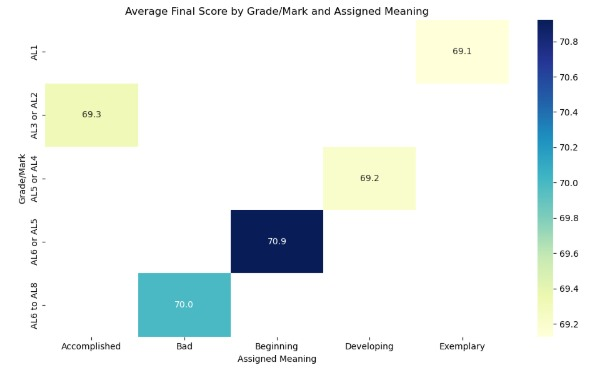 Average Final Score by Grade/Mark and Assigned Meaning
AL1
69.1
AL3 or AL2
69.3
AL5 or AL4
69.2
AL6 or AL5
70.9
AL6 to AL8
70.0
Grade/Mark
Accomplished Bad Beginning Developing Exemplary
Assigned Meaning
70.8
70.6
70.4
70.2
70.0
69.8
69.6
69.4
69.2